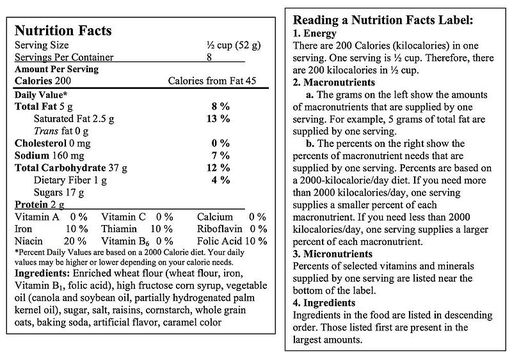 Nutrition Facts
Serving Size ½ cup (52 g)
Servings Per Container 8
Amount Per Serving
Calories 200 Calories from Fat 45
Daily Value*
Total Fat 5 g 8 %
Saturated Fat 2.5 g 13 %
Trans fat 0 g
Cholesterol 0 mg 0 %
Sodium 160 mg 7 %
Total Carbohydrate 37 g 12 %
Dietary Fiber 1 g 4 %
Sugars 17 g
Protein 2 g
Vitamin A 0 % Vitamin C 0 % Calcium 0 %
Iron 10 % Thiamin 10 % Riboflavin 0 %
Niacin 20 % Vitamin B₆ 0 % Folic Acid 10 %
*Percent Daily Values are based on a 2000 Calorie diet. Your daily
values may be higher or lower depending on your calorie needs.
Ingredients: Enriched wheat flour (wheat flour, iron,
Vitamin B₁, folic acid), high fructose corn syrup, vegetable
oil (canola and soybean oil, partially hydrogenated palm
kernel oil), sugar, salt, raisins, cornstarch, whole grain
oats, baking soda, artificial flavor, caramel color
Reading a Nutrition Facts Label:
1. Energy
There are 200 Calories (kilocalories) in one
serving. One serving is ½ cup. Therefore, there
are 200 kilocalories in ½ cup.
2. Macronutrients
a. The grams on the left show the amounts
of macronutrients that are supplied by one
serving. For example, 5 grams of total fat are
supplied by one serving.
b. The percents on the right show the
percents of macronutrient needs that are
supplied by one serving. Percents are based on
a 2000-kilocalorie/day diet. If you need more
than 2000 kilocalories/day, one serving
supplies a smaller percent of each
macronutrient. If you need less than 2000
kilocalories/day, one serving supplies a larger
percent of each macronutrient.
3. Micronutrients
Percents of selected vitamins and minerals
supplied by one serving are listed near the
bottom of the label.
4. Ingredients
Ingredients in the food are listed in descending
order. Those listed first are present in the
largest amounts.